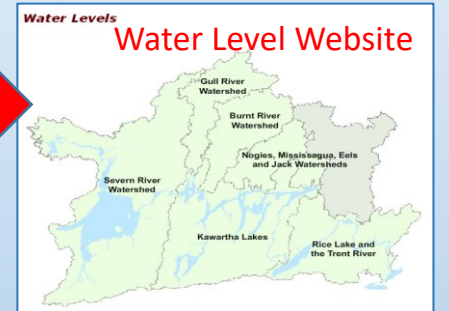 Water Levels
Water Level Website
Gull River
Watershed
Burnt River
Watershed
Nogies, Mississagua, Eels
and Jack Watersheds
Severn River
Watershed
Kawartha Lakes
Rice Lake and
the Trent River